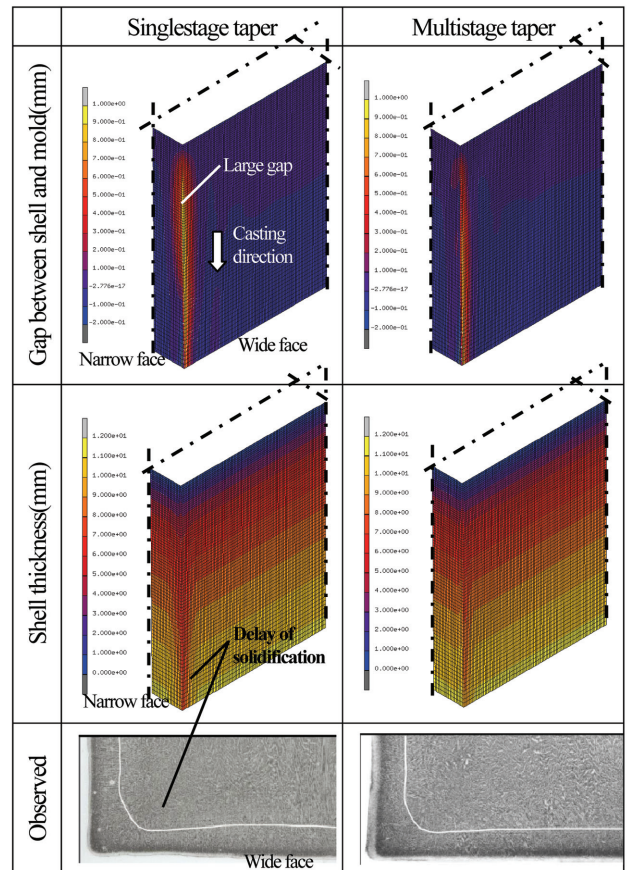 Singlestage taper
Multistage taper
Gap between shell and mold(mm)
1.000e+00
9.000e-01
8.000e-01
7.000e-01
6.000e-01
5.000e-01
4.000e-01
3.000e-01
2.000e-01
1.000e-01
-2.776e-17
-1.000e-01
-2.000e-01
Large gap
Casting
direction
Narrow face
Wide face
1.000e+00
9.000e-01
8.000e-01
7.000e-01
6.000e-01
5.000e-01
4.000e-01
3.000e-01
2.000e-01
1.000e-01
-2.776e-17
-1.000e-01
-2.000e-01
Shell thickness(mm)
1.200e+01
1.100e+01
1.000e+01
9.000e+00
8.000e+00
7.000e+00
6.000e+00
5.000e+00
4.000e+00
3.000e+00
2.000e+00
1.000e+00
0.000e+00
Delay of
solidification
Narrow face
1.200e+01
1.100e+01
1.000e+01
9.000e+00
8.000e+00
7.000e+00
6.000e+00
5.000e+00
4.000e+00
3.000e+00
2.000e+00
1.000e+00
0.000e+00
Observed
Wide face